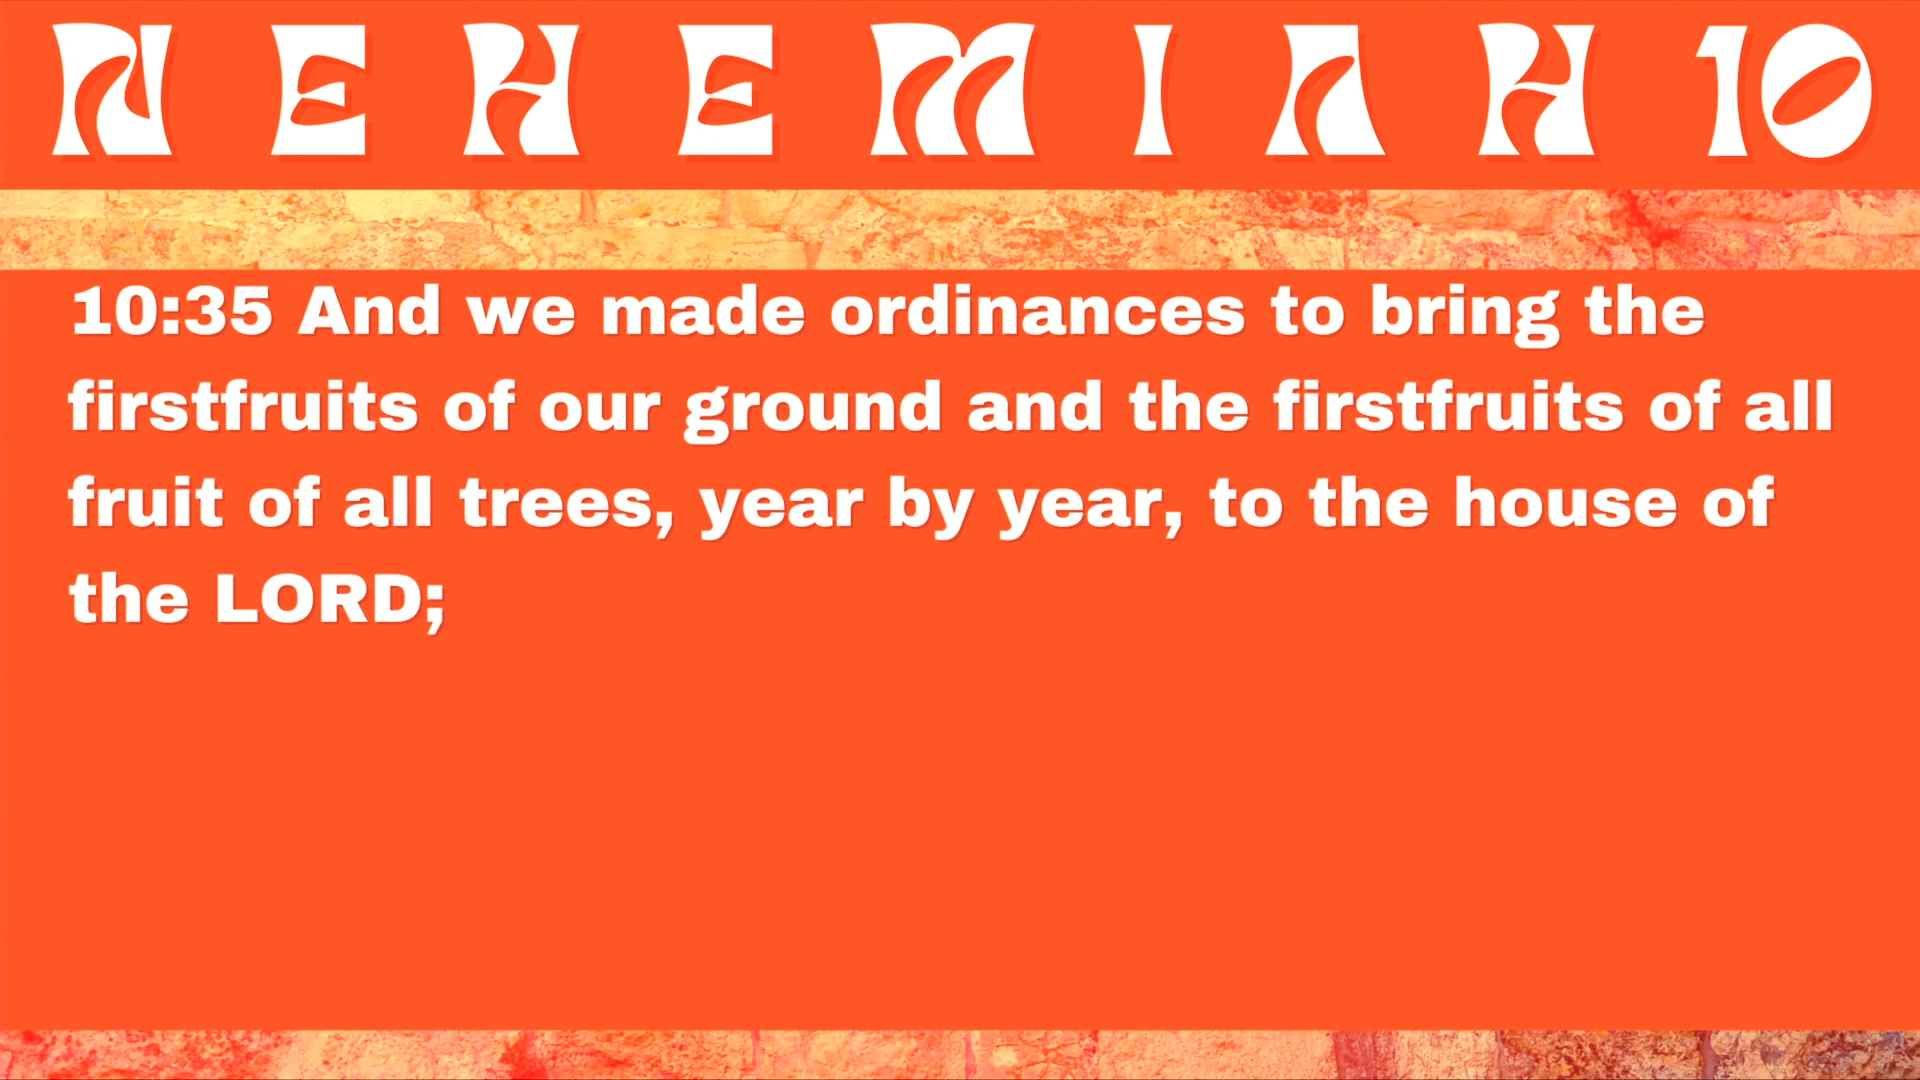 NEHEMIAH 10
10:35 And we made ordinances to bring the
firstfruits of our ground and the firstfruits of all
fruit of all trees, year by year, to the house of
the LORD;